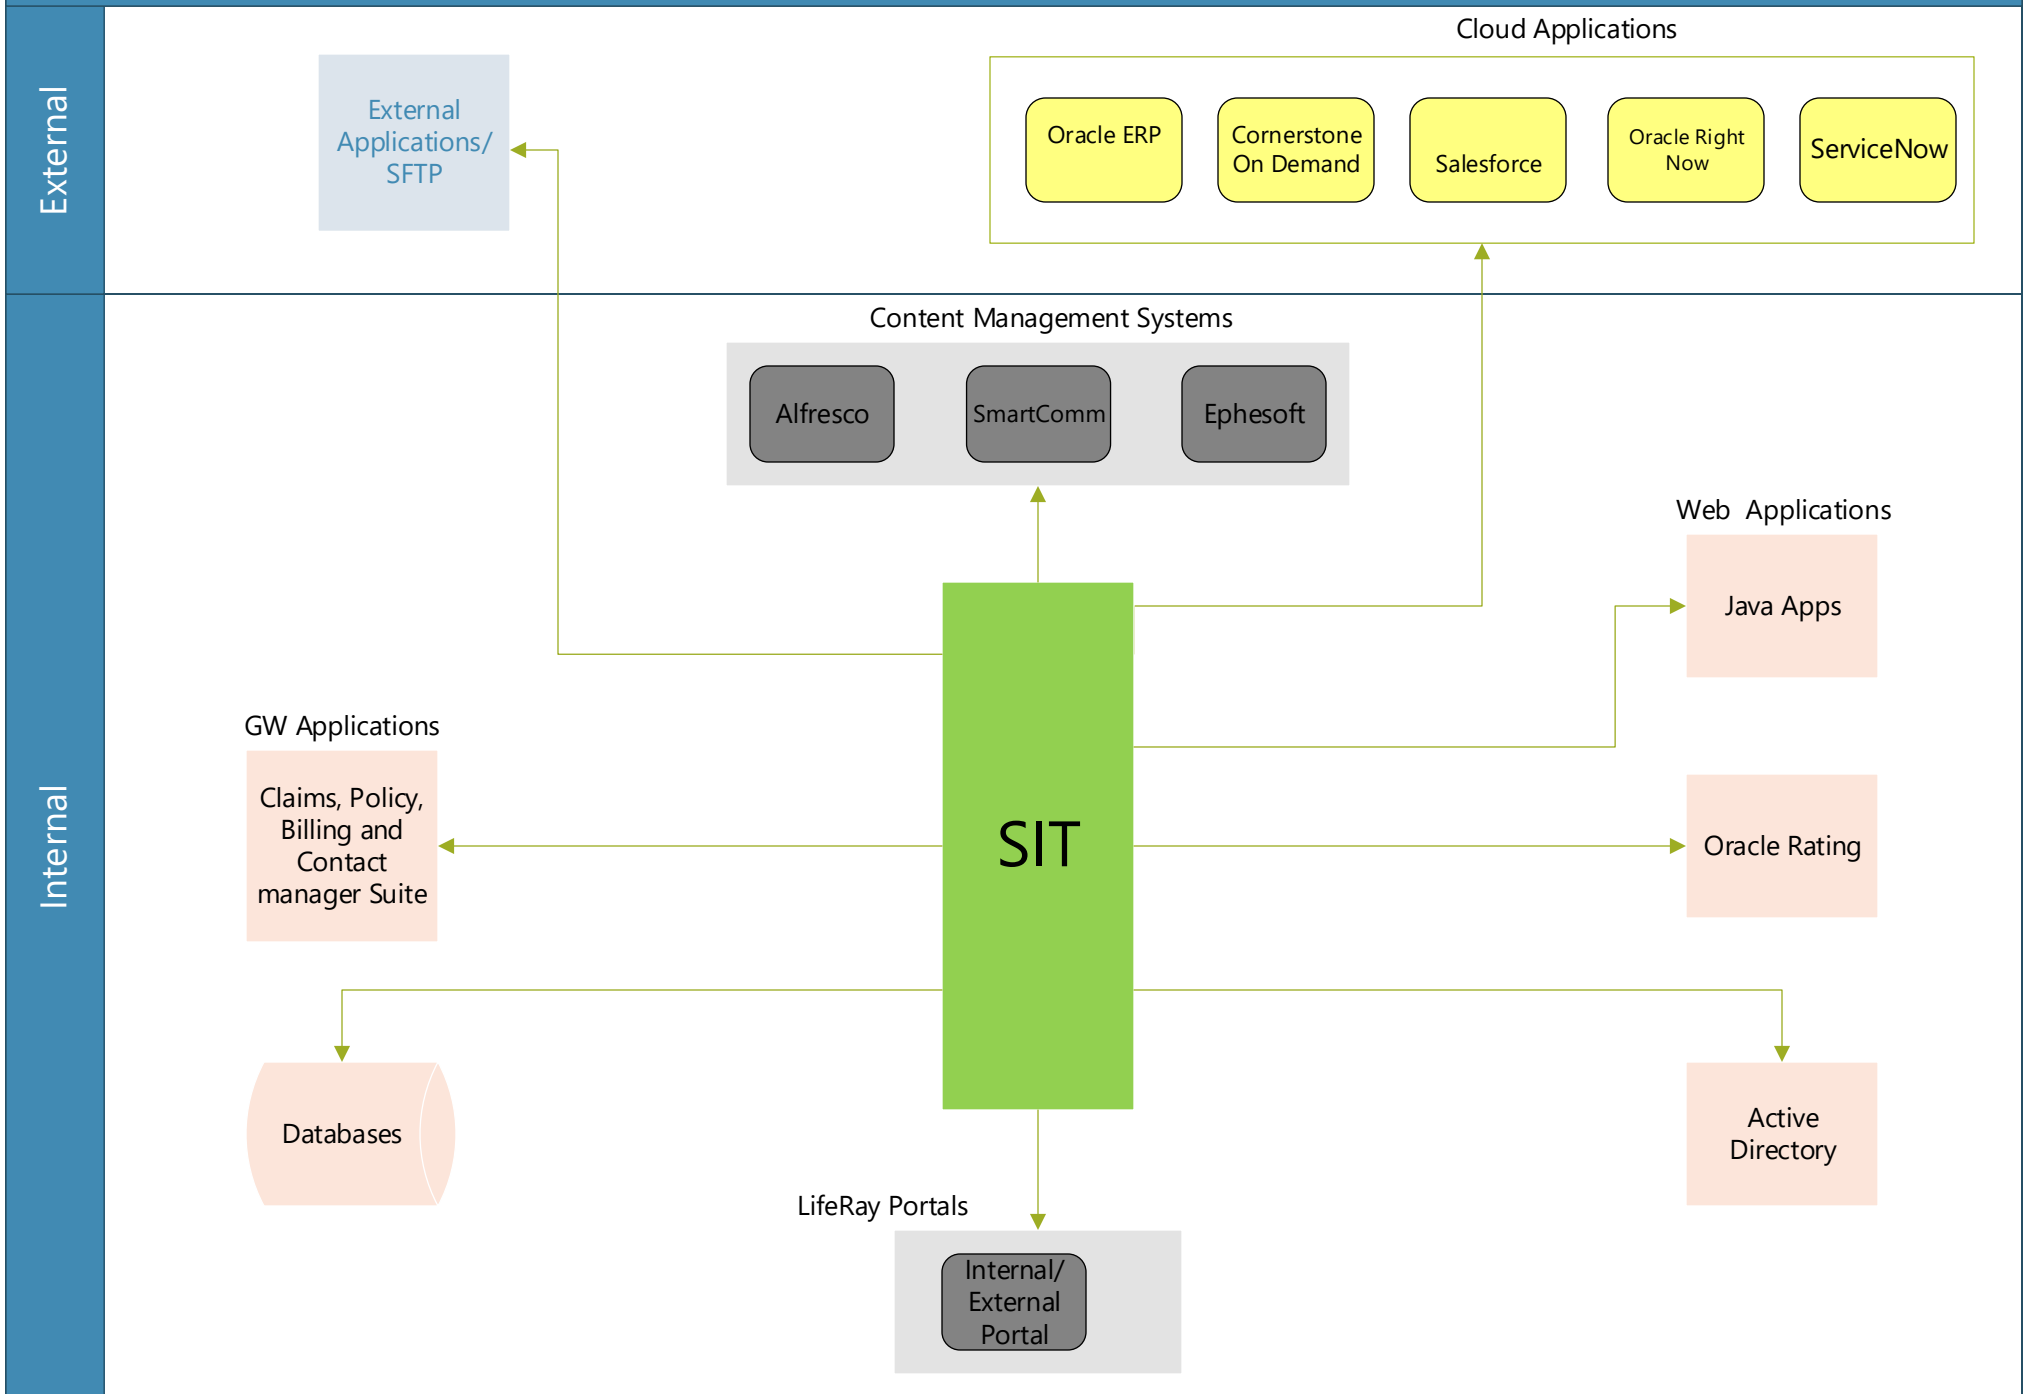 External
Cloud Applications
External
Applications/
SFTP
Oracle ERP
Cornerstone
On Demand
Salesforce
Oracle Right
Now
ServiceNow
Internal
Content Management Systems
Alfresco
SmartComm
Ephesoft
Web  Applications
Java Apps
GW Applications
Claims, Policy,
Billing and
Contact
manager Suite
SIT
Oracle Rating
Databases
Active
Directory
LifeRay Portals
Internal/
External
Portal